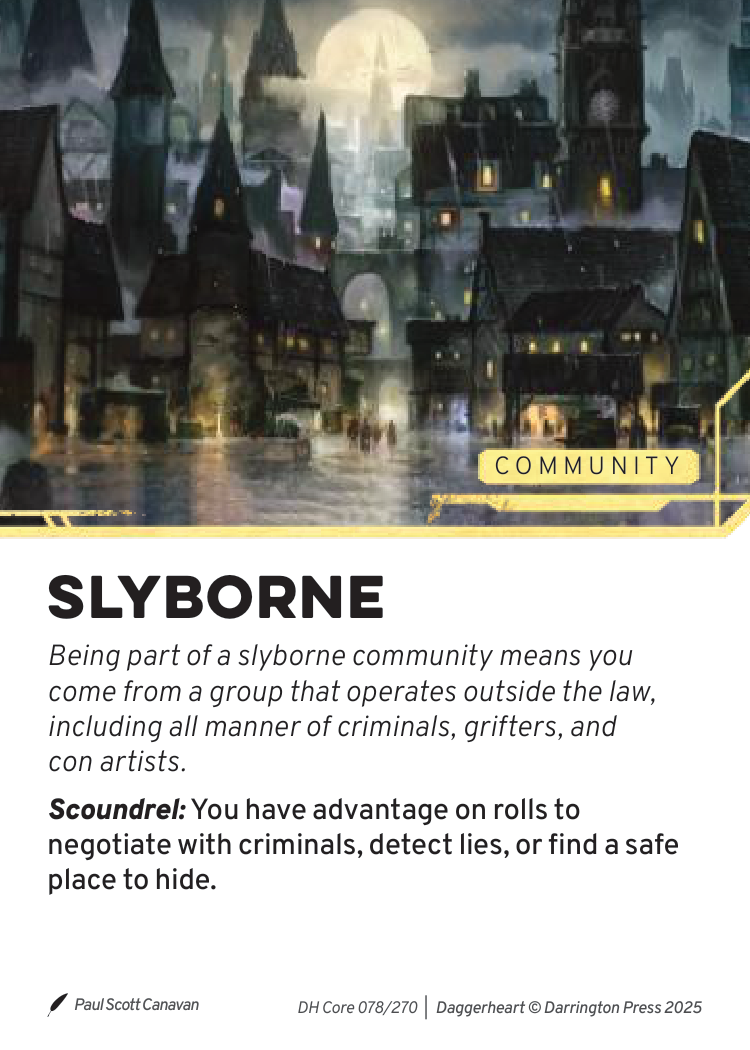 COMMUNITY
SLYBORNE
Being part of a slyborne community means you
come from a group that operates outside the law,
including all manner of criminals, grifters, and
con artists.
Scoundrel: You have advantage on rolls to
negotiate with criminals, detect lies, or find a safe
place to hide.
Paul Scott Canavan
DH Core 078/270 | Daggerheart © Darrington Press 2025